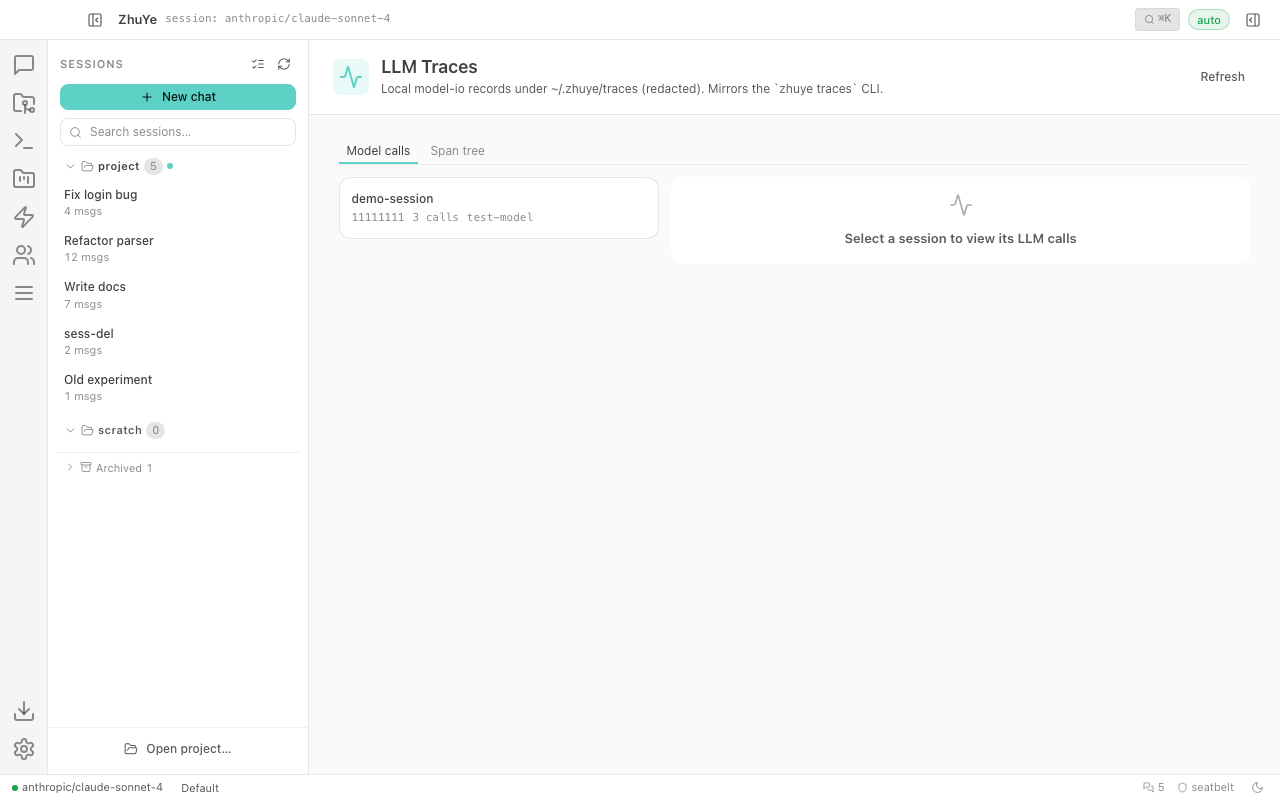 ZhuYe session: anthropic/claude-sonnet-4
⌘K
auto
SESSIONS
New chat
Search sessions...
project 5
Fix login bug
4 msgs
Refactor parser
12 msgs
Write docs
7 msgs
sess-del
2 msgs
Old experiment
1 msgs
scratch 0
Archived 1
Open project...
LLM Traces
Local model-io records under ~/.zhuye/traces (redacted). Mirrors the `zhuye traces` CLI.
Refresh
Model calls Span tree
demo-session
11111111 3 calls test-model
Select a session to view its LLM calls
anthropic/claude-sonnet-4 Default
5 seatbelt